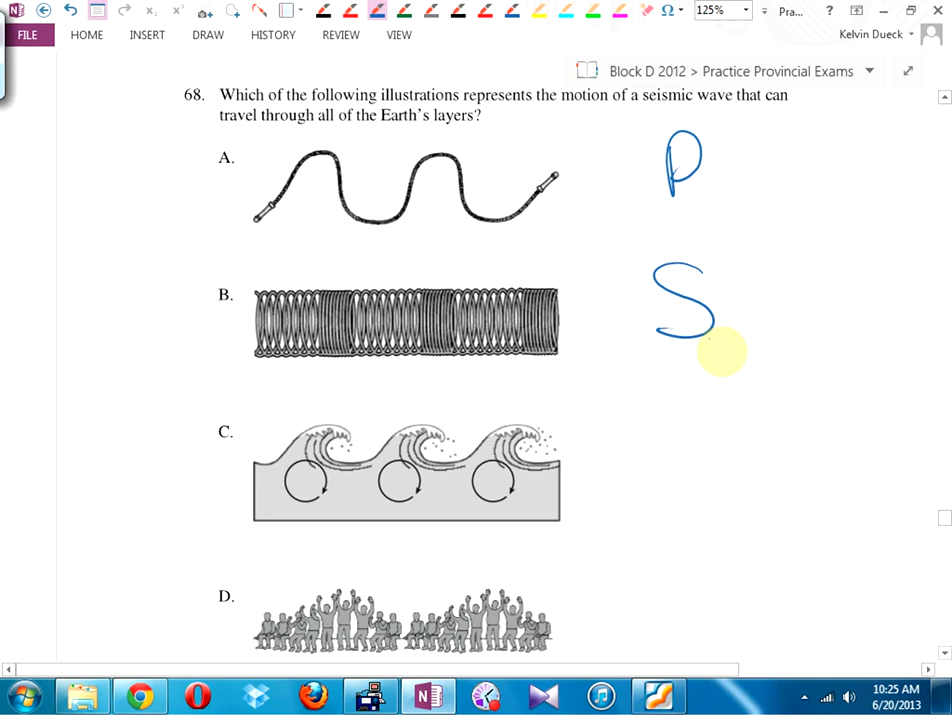 125%
Pra...
?
FILE
HOME
INSERT
DRAW
HISTORY
REVIEW
VIEW
Kelvin Dueck
Block D 2012 > Practice Provincial Exams
68. Which of the following illustrations represents the motion of a seismic wave that can
travel through all of the Earth's layers?
A.
P
B.
S
C.
D.
10:25 AM
6/20/2013